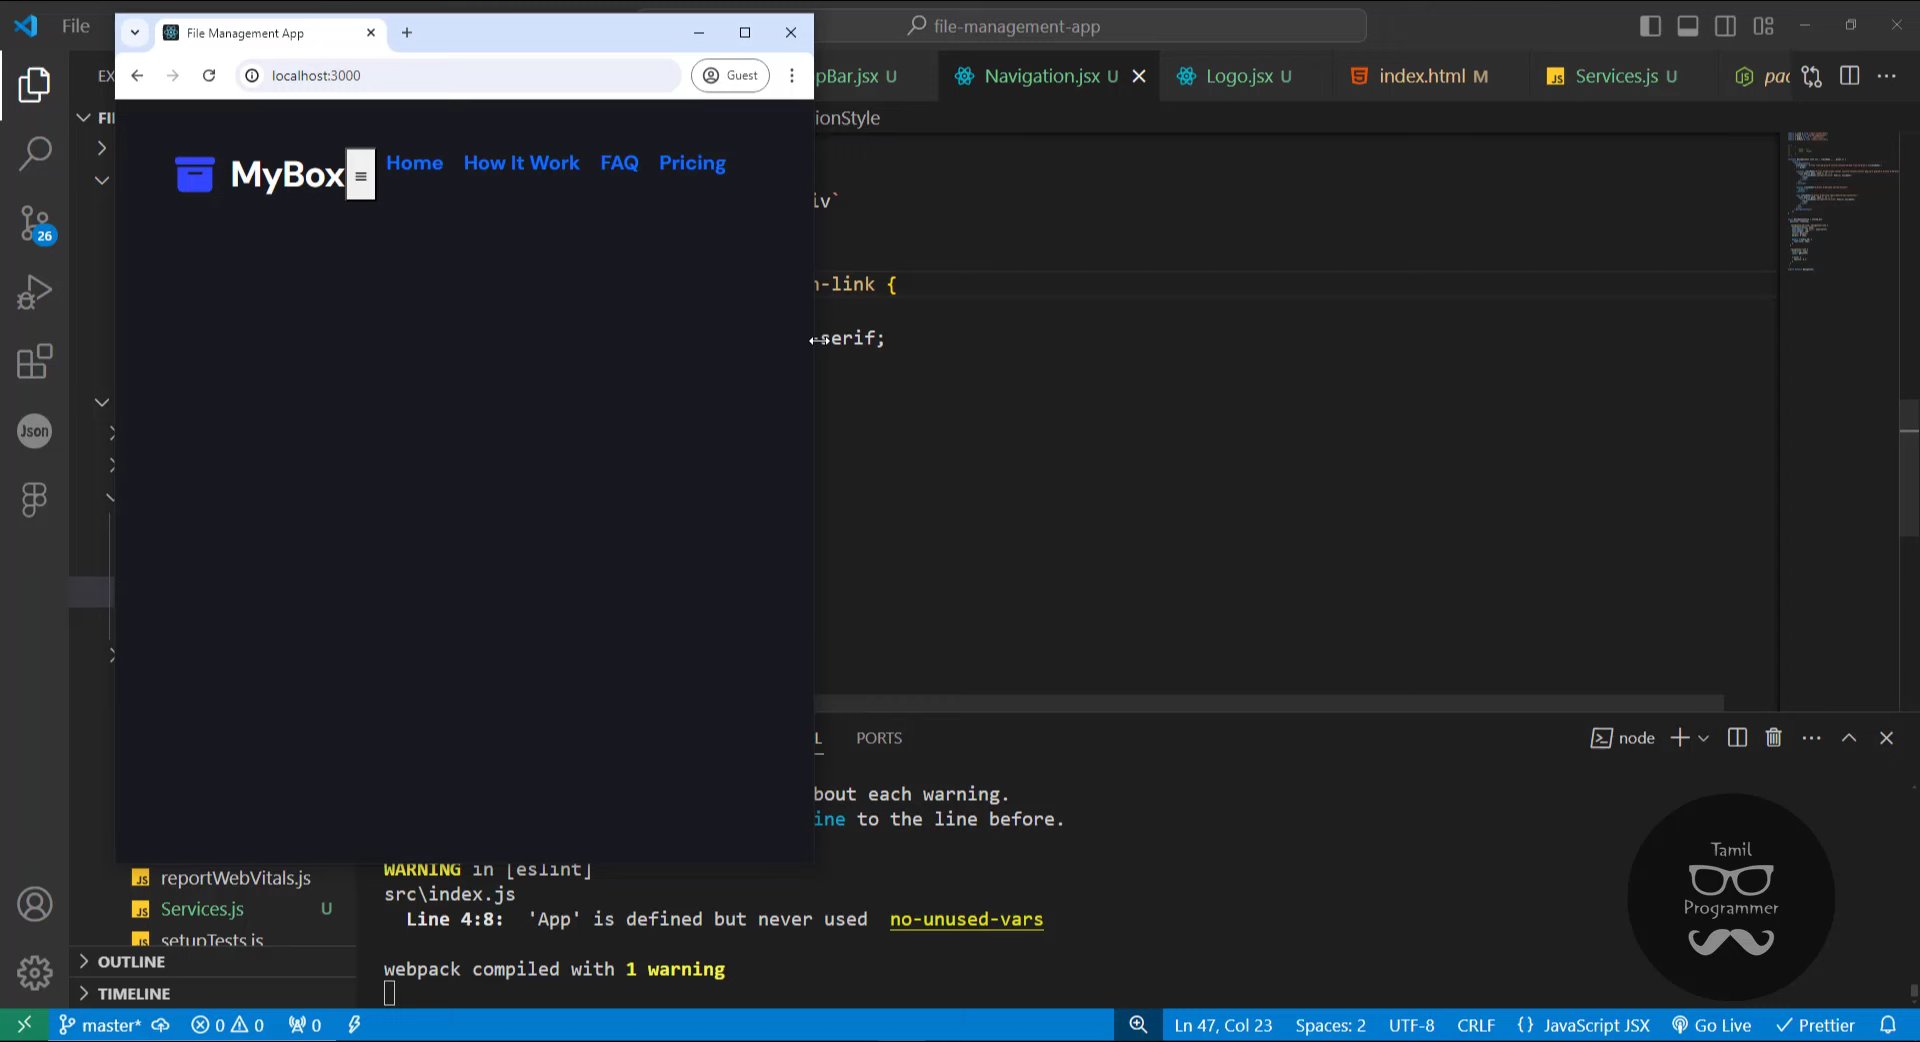 File
file-management-app
File Management App
localhost:3000
Guest
EX
pBar.jsx U
Navigation.jsx U
Logo.jsx U
index.html M
Services.js U
pac
FI
ionStyle
MyBox
Home
How It Work
FAQ
Pricing
iv`
26
n-link {
serif;
Json
L
PORTS
node
bout each warning.
ine to the line before.
WARNING in [eslint]
src\index.js
Line 4:8: 'App' is defined but never used no-unused-vars
webpack compiled with 1 warning
JS reportWebVitals.js
JS Services.js U
JS setupTests.js
OUTLINE
TIMELINE
Tamil
Programmer
master*
0 0
0
Ln 47, Col 23
Spaces: 2
UTF-8
CRLF
{} JavaScript JSX
Go Live
Prettier